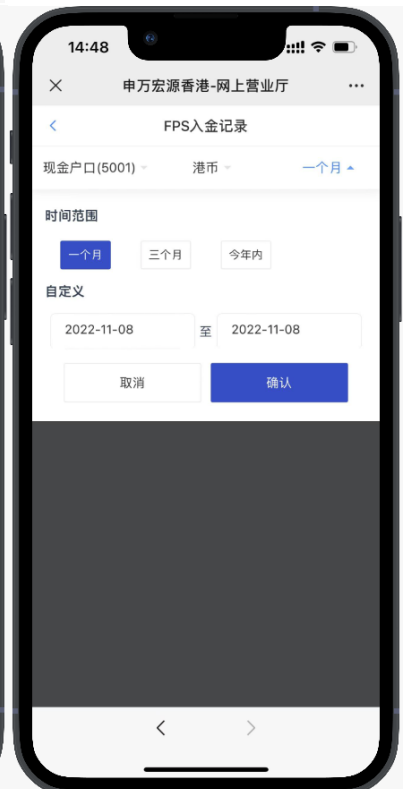 14:48
申万宏源香港-网上营业厅
FPS入金记录
现金户口(5001) 港币 一个月
时间范围
一个月 三个月 今年内
自定义
2022-11-08 至 2022-11-08
取消 确认